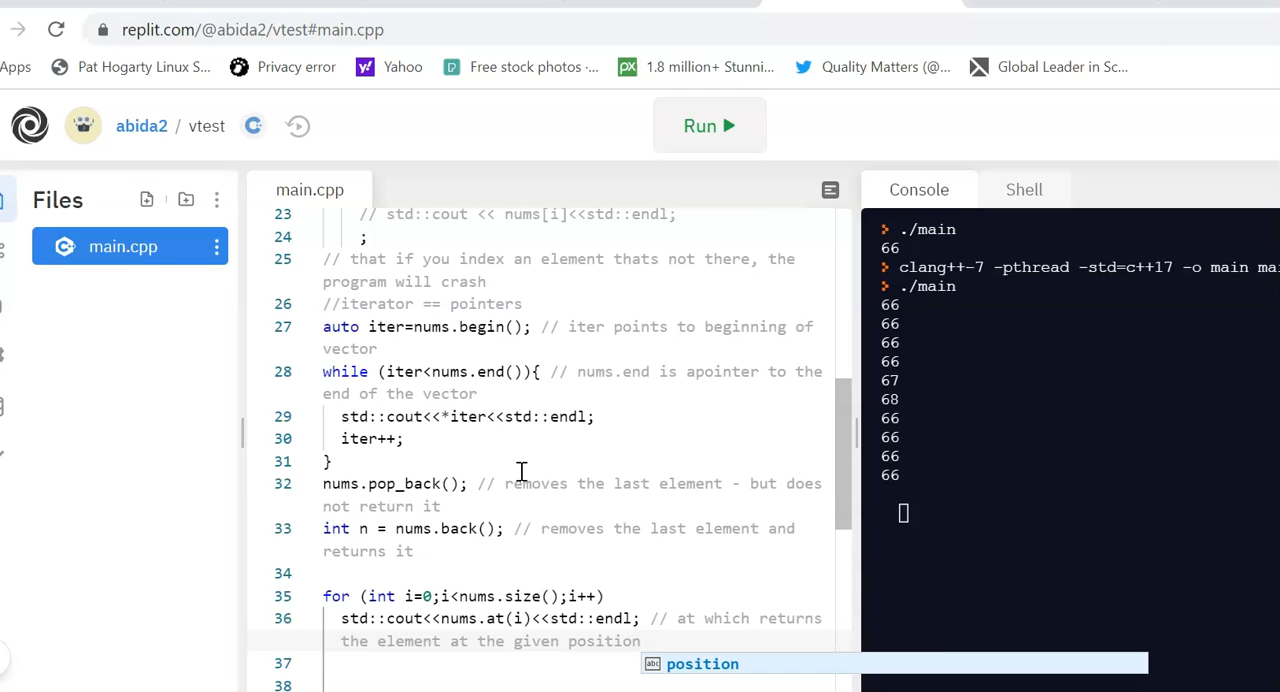 replit.com/@abida2/vtest#main.cpp
Apps Pat Hogarty Linux S... Privacy error Yahoo Free stock photos ·... 1.8 million+ Stunni... Quality Matters (@... Global Leader in Sc...
abida2 / vtest Run
Files main.cpp Console Shell
main.cpp
23 // std::cout << nums[i]<<std::endl;
24 ;
25 // that if you index an element thats not there, the
program will crash
26 //iterator == pointers
27 auto iter=nums.begin(); // iter points to beginning of
vector
28 while (iter<nums.end()){ // nums.end is apointer to the
end of the vector
29 std::cout<<*iter<<std::endl;
30 iter++;
31 }
32 nums.pop_back(); // removes the last element - but does
not return it
33 int n = nums.back(); // removes the last element and
returns it
34
35 for (int i=0;i<nums.size();i++)
36 std::cout<<nums.at(i)<<std::endl; // at which returns
the element at the given position
37
38
position
./main
66
clang++-7 -pthread -std=c++17 -o main mai
./main
66
66
66
66
67
68
66
66
66
66